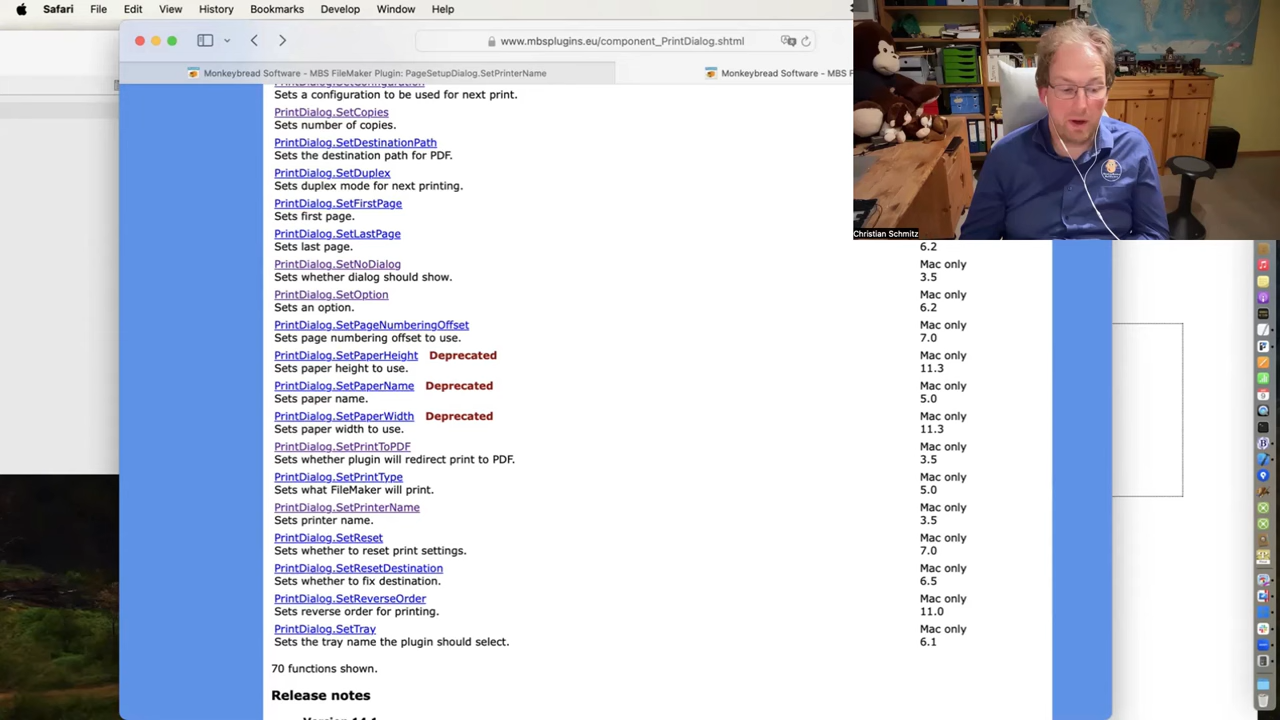 Safari File Edit View History Bookmarks Develop Window Help
www.mbsplugins.eu/component_PrintDialog.shtml
Monkeybread Software - MBS FileMaker Plugin: PageSetupDialog.SetPrinterName
Monkeybread Software - MBS F
Sets a configuration to be used for next print.
PrintDialog.SetCopies
Sets number of copies.
PrintDialog.SetDestinationPath
Sets the destination path for PDF.
PrintDialog.SetDuplex
Sets duplex mode for next printing.
PrintDialog.SetFirstPage
Sets first page.
PrintDialog.SetLastPage
Sets last page. 6.2
PrintDialog.SetNoDialog Mac only
Sets whether dialog should show. 3.5
PrintDialog.SetOption Mac only
Sets an option. 6.2
PrintDialog.SetPageNumberingOffset Mac only
Sets page numbering offset to use. 7.0
PrintDialog.SetPaperHeight Deprecated Mac only
Sets paper height to use. 11.3
PrintDialog.SetPaperName Deprecated Mac only
Sets paper name. 5.0
PrintDialog.SetPaperWidth Deprecated Mac only
Sets paper width to use. 11.3
PrintDialog.SetPrintToPDF Mac only
Sets whether plugin will redirect print to PDF. 3.5
PrintDialog.SetPrintType Mac only
Sets what FileMaker will print. 5.0
PrintDialog.SetPrinterName Mac only
Sets printer name. 3.5
PrintDialog.SetReset Mac only
Sets whether to reset print settings. 7.0
PrintDialog.SetResetDestination Mac only
Sets whether to fix destination. 6.5
PrintDialog.SetReverseOrder Mac only
Sets reverse order for printing. 11.0
PrintDialog.SetTray Mac only
Sets the tray name the plugin should select. 6.1
70 functions shown.
Release notes
Christian Schmitz